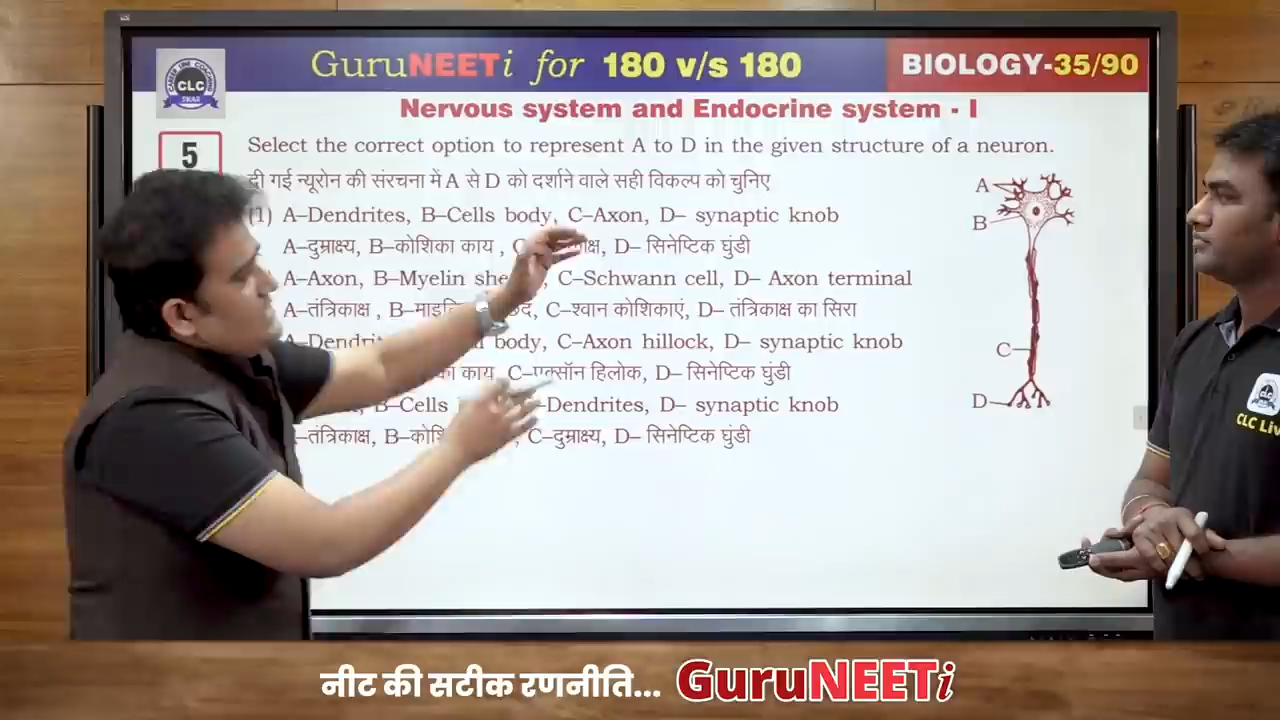 CLC
GuruNEETi for 180 v/s 180
BIOLOGY-35/90
Nervous system and Endocrine system - I
5
Select the correct option to represent A to D in the given structure of a neuron.
दी गई न्यूरोन की संरचना में A से D को दर्शाने वाले सही विकल्प को चुनिए
(1) A–Dendrites, B–Cells body, C–Axon, D– synaptic knob
A–दुम्राक्ष्य, B–कोशिका काय , D– सिनेप्टिक घुंडी
A–Axon, B–Myelin C–Schwann cell, D– Axon terminal
A–तंत्रिकाक्ष , C–श्वान कोशिकाएं, D– तंत्रिकाक्ष का सिरा
body, C–Axon hillock, D– synaptic knob
काय, C–एक्सॉन हिलोक, D– सिनेप्टिक घुंडी
B–Cells –Dendrites, D– synaptic knob
–तंत्रिकाक्ष, C–दुम्राक्ष्य, D– सिनेप्टिक घुंडी
A
B
C
D
CLC
नीट की सटीक रणनीति... GuruNEETi